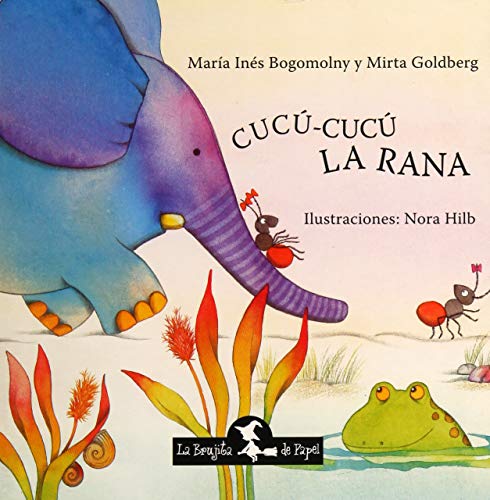 María Inés Bogomolny y Mirta Goldberg
CUCÚ-CUCÚ
LA RANA
Ilustraciones: Nora Hilb
La Brujita de Papel